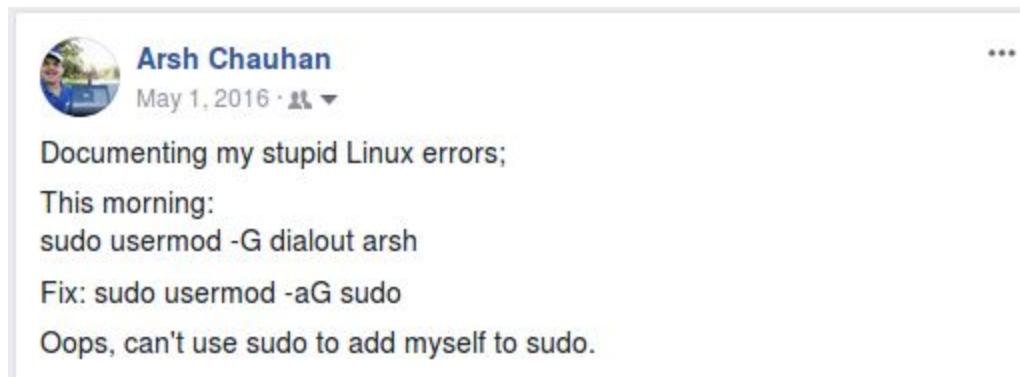 Arsh Chauhan
May 1, 2016 ·
Documenting my stupid Linux errors;
This morning:
sudo usermod -G dialout arsh
Fix: sudo usermod -aG sudo
Oops, can't use sudo to add myself to sudo.